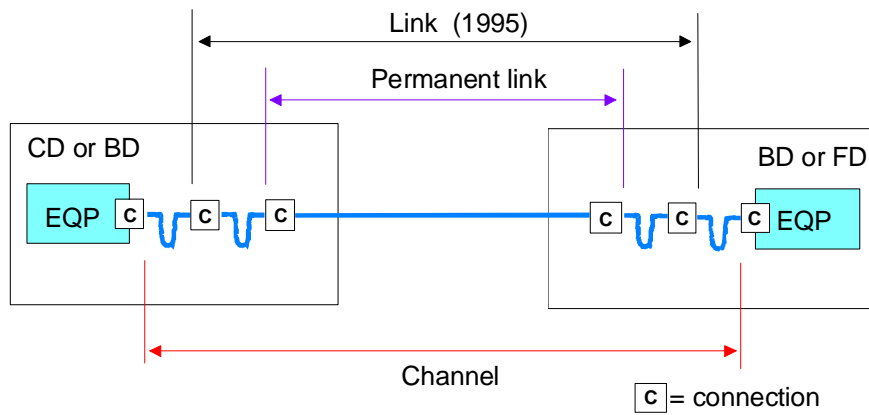 Link (1995)
Permanent link
CD or BD
BD or FD
EQP
C
C
C
C
C
C
EQP
Channel
C = connection